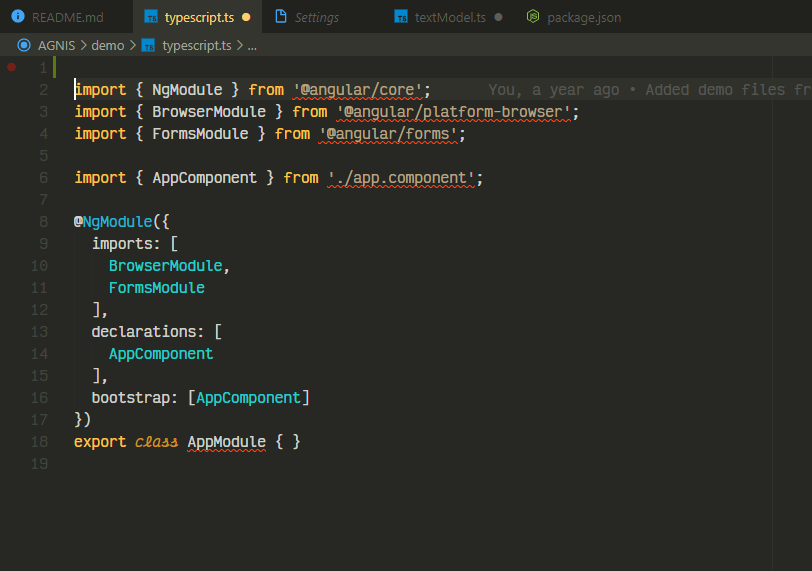 README.md typescript.ts Settings textModel.ts package.json
AGNIS > demo > TS typescript.ts > ...
1
2 import { NgModule } from '@angular/core'; You, a year ago • Added demo files fr
3 import { BrowserModule } from '@angular/platform-browser';
4 import { FormsModule } from '@angular/forms';
5
6 import { AppComponent } from './app.component';
7
8 @NgModule({
9 imports: [
10 BrowserModule,
11 FormsModule
12 ],
13 declarations: [
14 AppComponent
15 ],
16 bootstrap: [AppComponent]
17 })
18 export class AppModule { }
19